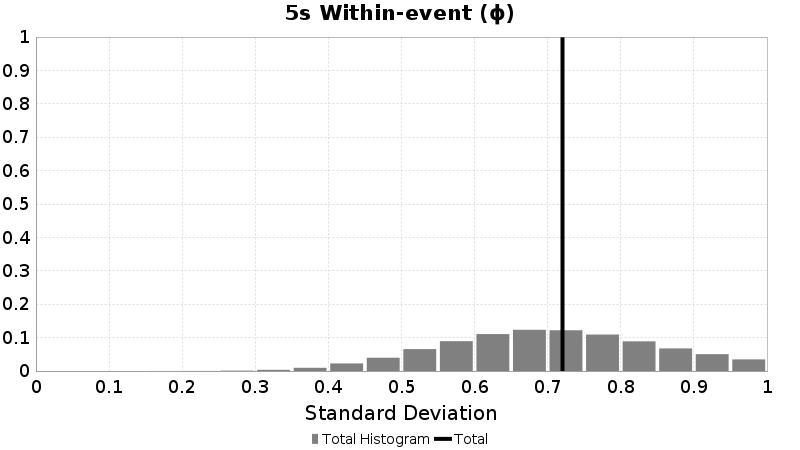 5s Within-event (ϕ)
1
0.9
0.8
0.7
0.6
0.5
0.4
0.3
0.2
0.1
0
0 0.1 0.2 0.3 0.4 0.5 0.6 0.7 0.8 0.9 1
Standard Deviation
Total Histogram Total